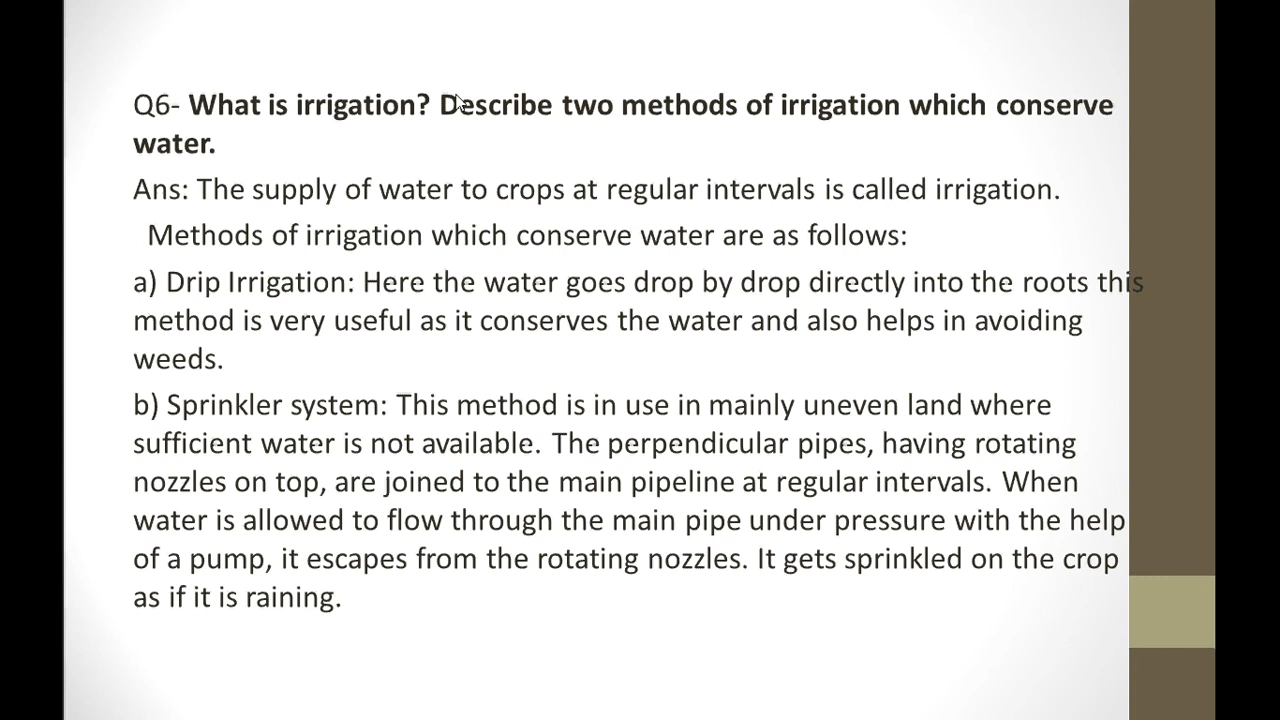 Q6- What is irrigation? Describe two methods of irrigation which conserve
water.
Ans: The supply of water to crops at regular intervals is called irrigation.
Methods of irrigation which conserve water are as follows:
a) Drip Irrigation: Here the water goes drop by drop directly into the roots this
method is very useful as it conserves the water and also helps in avoiding
weeds.
b) Sprinkler system: This method is in use in mainly uneven land where
sufficient water is not available. The perpendicular pipes, having rotating
nozzles on top, are joined to the main pipeline at regular intervals. When
water is allowed to flow through the main pipe under pressure with the help
of a pump, it escapes from the rotating nozzles. It gets sprinkled on the crop
as if it is raining.